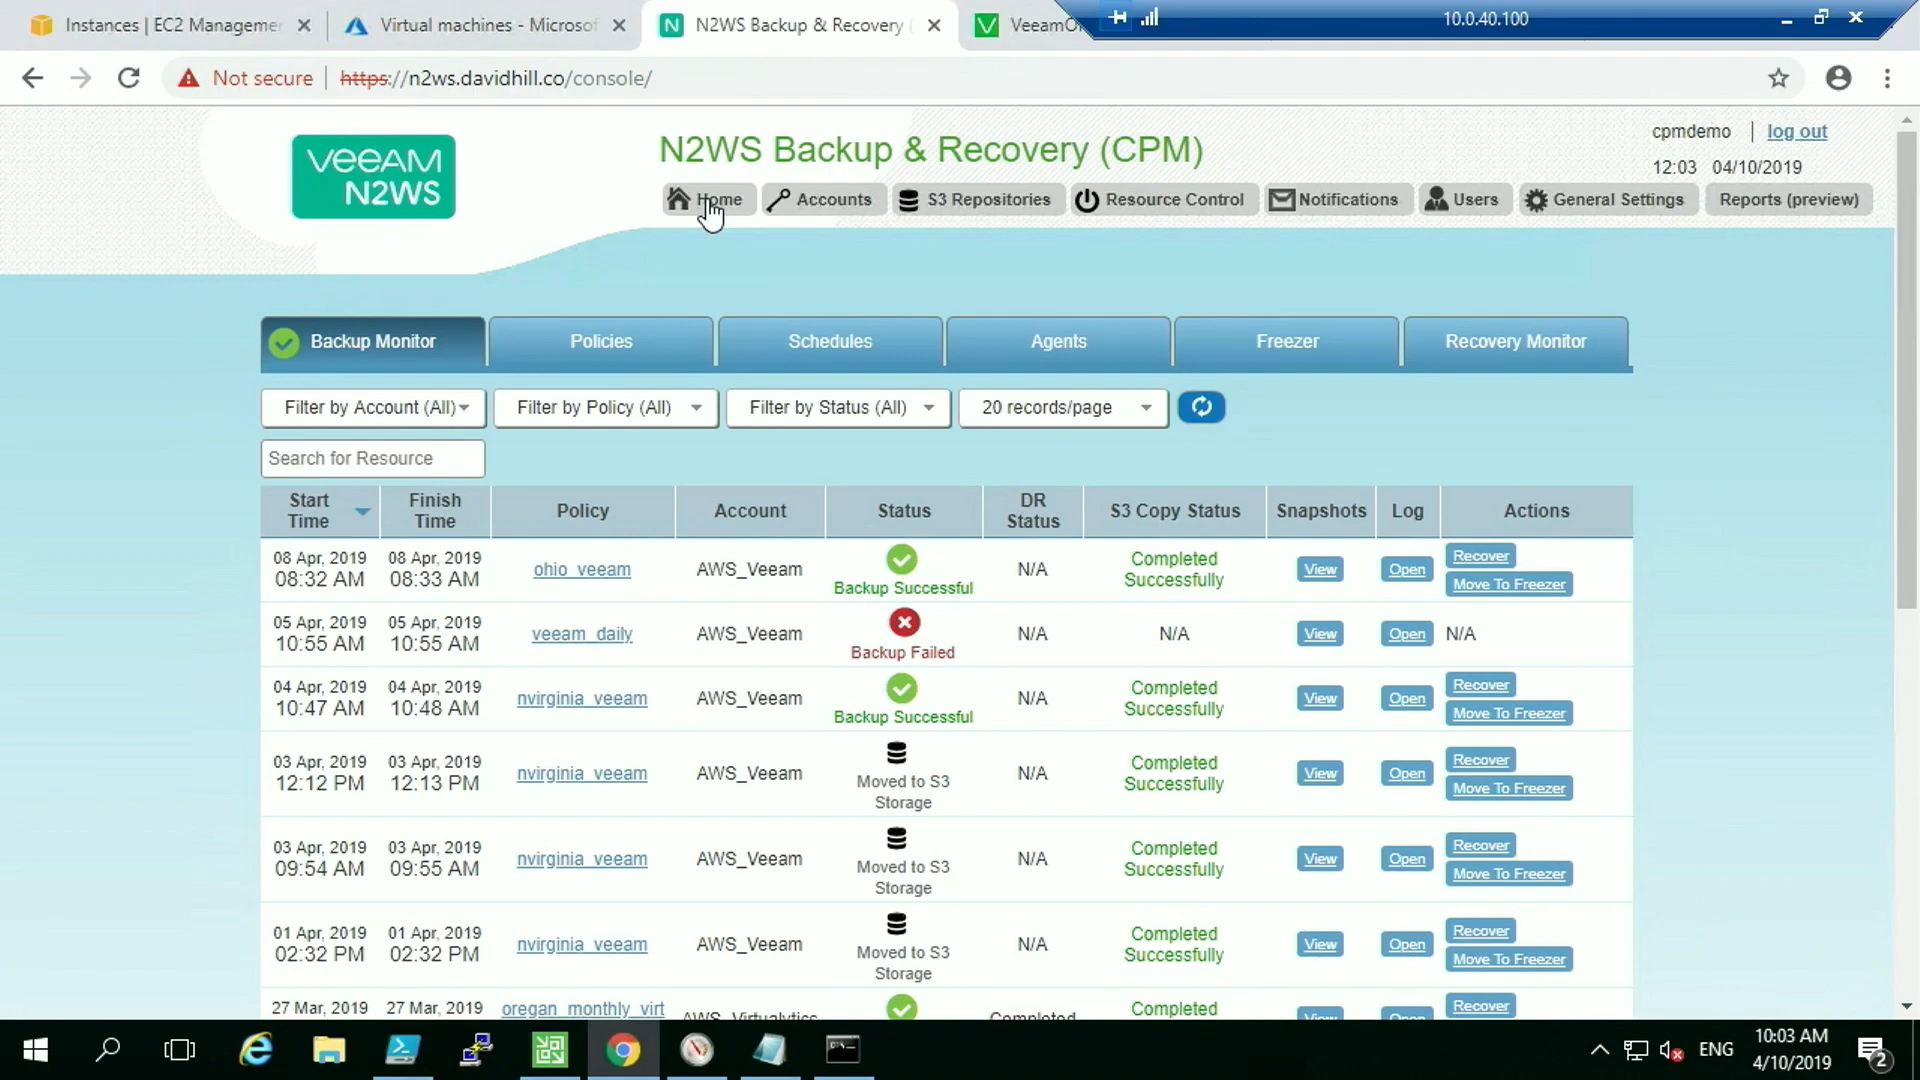 Instances | EC2 Managemen
Virtual machines - Microsof
N2WS Backup & Recovery (
10.0.40.100
Not secure
https://n2ws.davidhill.co/console/
veeAM
N2WS
N2WS Backup & Recovery (CPM)
cpmdemo | log out
12:03 04/10/2019
Home
Accounts
S3 Repositories
Resource Control
Notifications
Users
General Settings
Reports (preview)
Backup Monitor
Policies
Schedules
Agents
Freezer
Recovery Monitor
Filter by Account (All)
Filter by Policy (All)
Filter by Status (All)
20 records/page
Search for Resource
Start Time
Finish Time
Policy
Account
Status
DR Status
S3 Copy Status
Snapshots
Log
Actions
08 Apr, 2019 08:32 AM
08 Apr, 2019 08:33 AM
ohio_veeam
AWS_Veeam
Backup Successful
N/A
Completed Successfully
View
Open
Recover
Move To Freezer
05 Apr, 2019 10:55 AM
05 Apr, 2019 10:55 AM
veeam_daily
AWS_Veeam
Backup Failed
N/A
N/A
View
Open
N/A
04 Apr, 2019 10:47 AM
04 Apr, 2019 10:48 AM
nvirginia_veeam
AWS_Veeam
Backup Successful
N/A
Completed Successfully
View
Open
Recover
Move To Freezer
03 Apr, 2019 12:12 PM
03 Apr, 2019 12:13 PM
nvirginia_veeam
AWS_Veeam
Moved to S3 Storage
N/A
Completed Successfully
View
Open
Recover
Move To Freezer
03 Apr, 2019 09:54 AM
03 Apr, 2019 09:55 AM
nvirginia_veeam
AWS_Veeam
Moved to S3 Storage
N/A
Completed Successfully
View
Open
Recover
Move To Freezer
01 Apr, 2019 02:32 PM
01 Apr, 2019 02:32 PM
nvirginia_veeam
AWS_Veeam
Moved to S3 Storage
N/A
Completed Successfully
View
Open
Recover
Move To Freezer
27 Mar, 2019
27 Mar, 2019
oregan_monthly_virt
AWS_Virtualytics
Completed
Completed
Recover
ENG
10:03 AM
4/10/2019
2